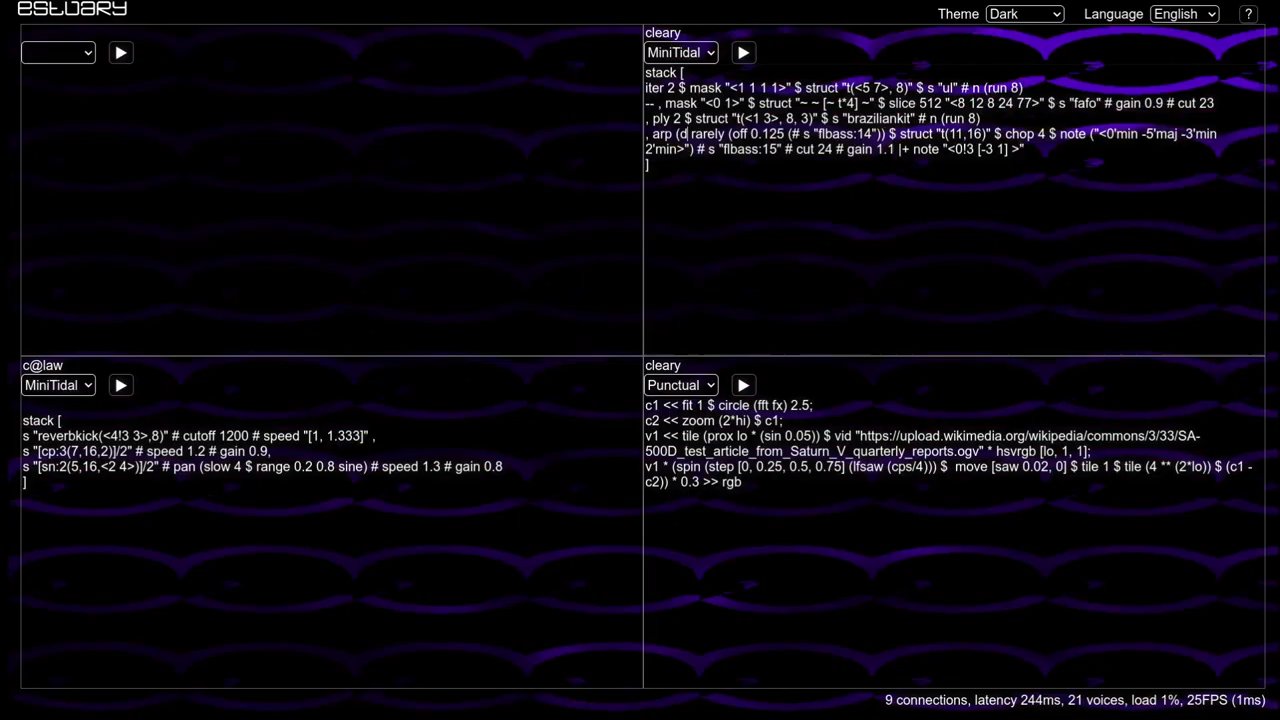 estuary
Theme Dark Language English ?
cleary
MiniTidal
stack [
iter 2 $ mask "<1 1 1 1>" $ struct "t(<5 7>, 8)" $ s "ul" # n (run 8)
-- , mask "<0 1>" $ struct "~ ~ [~ t*4] ~" $ slice 512 "<8 12 8 24 77>" $ s "fafo" # gain 0.9 # cut 23
, ply 2 $ struct "t(<1 3>, 8, 3)" $ s "braziliankit" # n (run 8)
, arp (d rarely (off 0.125 (# s "flbass:14")) $ struct "t(11,16)" $ chop 4 $ note ("<0'min -5'maj -3'min
2'min>") # s "flbass:15" # cut 24 # gain 1.1 |+ note "<0!3 [-3 1] >"
]
c@law
MiniTidal
stack [
s "reverbkick(<4!3 3>,8)" # cutoff 1200 # speed "[1, 1.333]" ,
s "[cp:3(7,16,2)]/2" # speed 1.2 # gain 0.9,
s "[sn:2(5,16,<2 4>)]/2" # pan (slow 4 $ range 0.2 0.8 sine) # speed 1.3 # gain 0.8
]
cleary
Punctual
c1 << fit 1 $ circle (fft fx) 2.5;
c2 << zoom (2*hi) $ c1;
v1 << tile (prox lo * (sin 0.05)) $ vid "https://upload.wikimedia.org/wikipedia/commons/3/33/SA-
500D_test_article_from_Saturn_V_quarterly_reports.ogv" * hsvrgb [lo, 1, 1];
v1 * (spin (step [0, 0.25, 0.5, 0.75] (lfsaw (cps/4))) $  move [saw 0.02, 0] $ tile 1 $ tile (4 ** (2*lo)) $ (c1 -
c2)) * 0.3 >> rgb
9 connections, latency 244ms, 21 voices, load 1%, 25FPS (1ms)